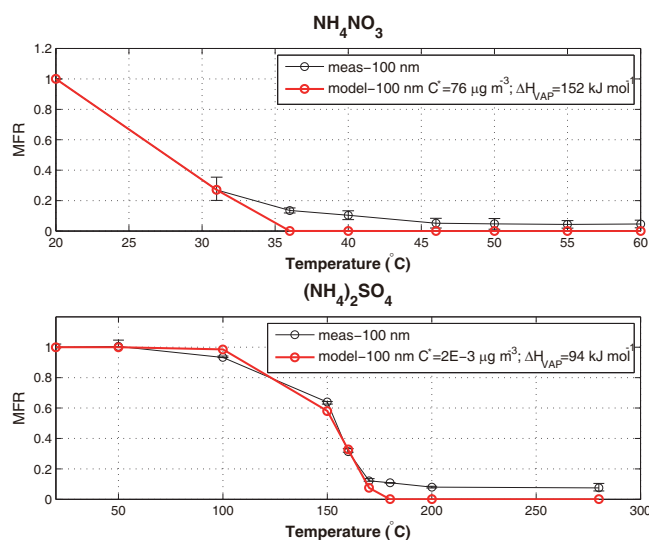 NH₄NO₃
1.2
1
0.8
0.6
0.4
0.2
0
MFR
meas−100 nm
model−100 nm C*=76 μg m⁻³; ΔH_VAP=152 kJ mol⁻¹
20 25 30 35 40 45 50 55 60
Temperature (°C)
(NH₄)₂SO₄
1
0.8
0.6
0.4
0.2
0
MFR
meas−100 nm
model−100 nm C*=2E−3 μg m⁻³; ΔH_VAP=94 kJ mol⁻¹
50 100 150 200 250 300
Temperature (°C)